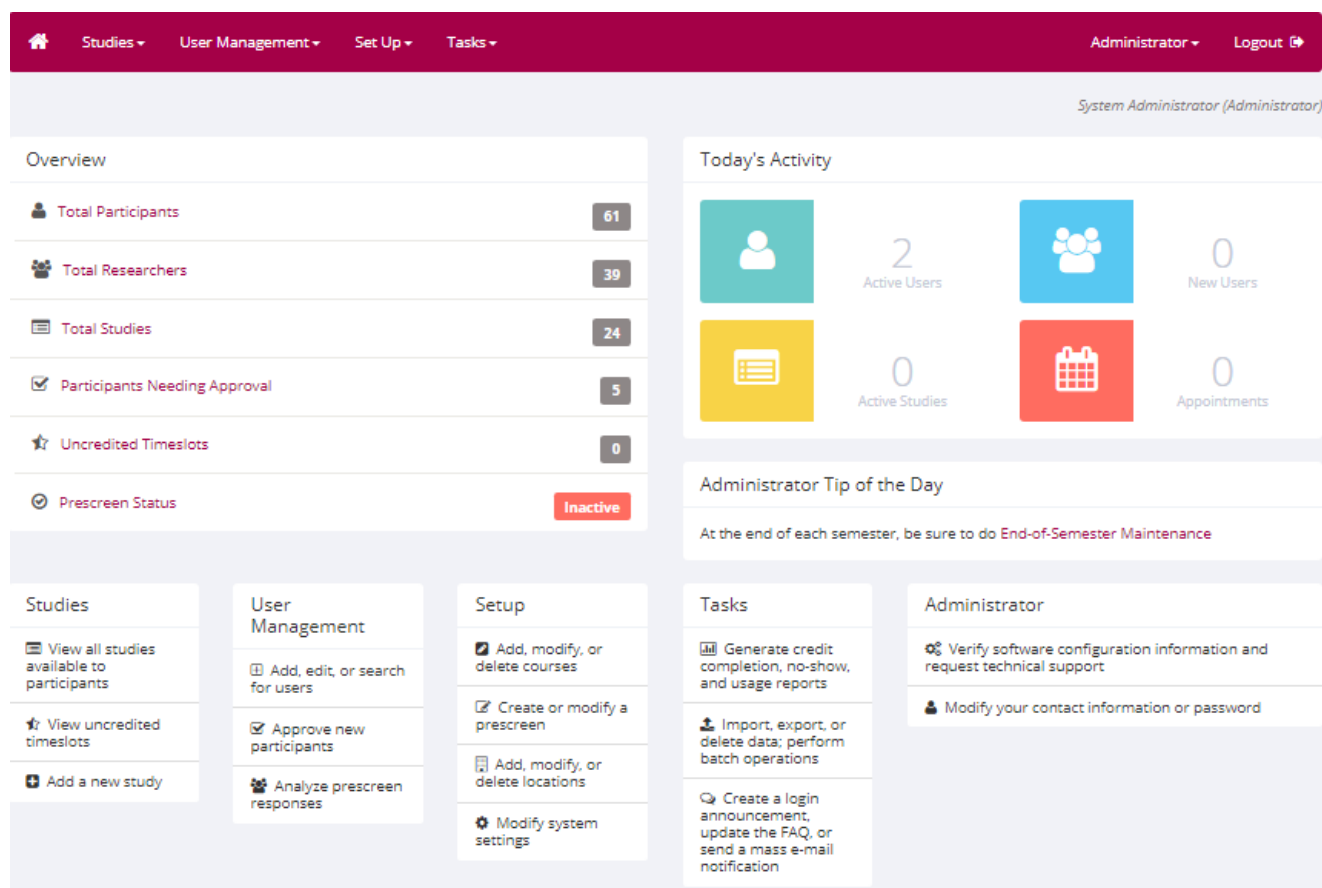 Studies User Management Set Up Tasks Administrator Logout
System Administrator (Administrator)
Overview
Total Participants 61
Total Researchers 39
Total Studies 24
Participants Needing Approval 5
Uncredited Timeslots 0
Prescreen Status Inactive
Today's Activity
2
Active Users
0
New Users
0
Active Studies
0
Appointments
Administrator Tip of the Day
At the end of each semester, be sure to do End-of-Semester Maintenance
Studies
View all studies
available to
participants
View uncredited
timeslots
Add a new study
User
Management
Add, edit, or search
for users
Approve new
participants
Analyze prescreen
responses
Setup
Add, modify, or
delete courses
Create or modify a
prescreen
Add, modify, or
delete locations
Modify system
settings
Tasks
Generate credit
completion, no-show,
and usage reports
Import, export, or
delete data; perform
batch operations
Create a login
announcement,
update the FAQ, or
send a mass e-mail
notification
Administrator
Verify software configuration information and
request technical support
Modify your contact information or password